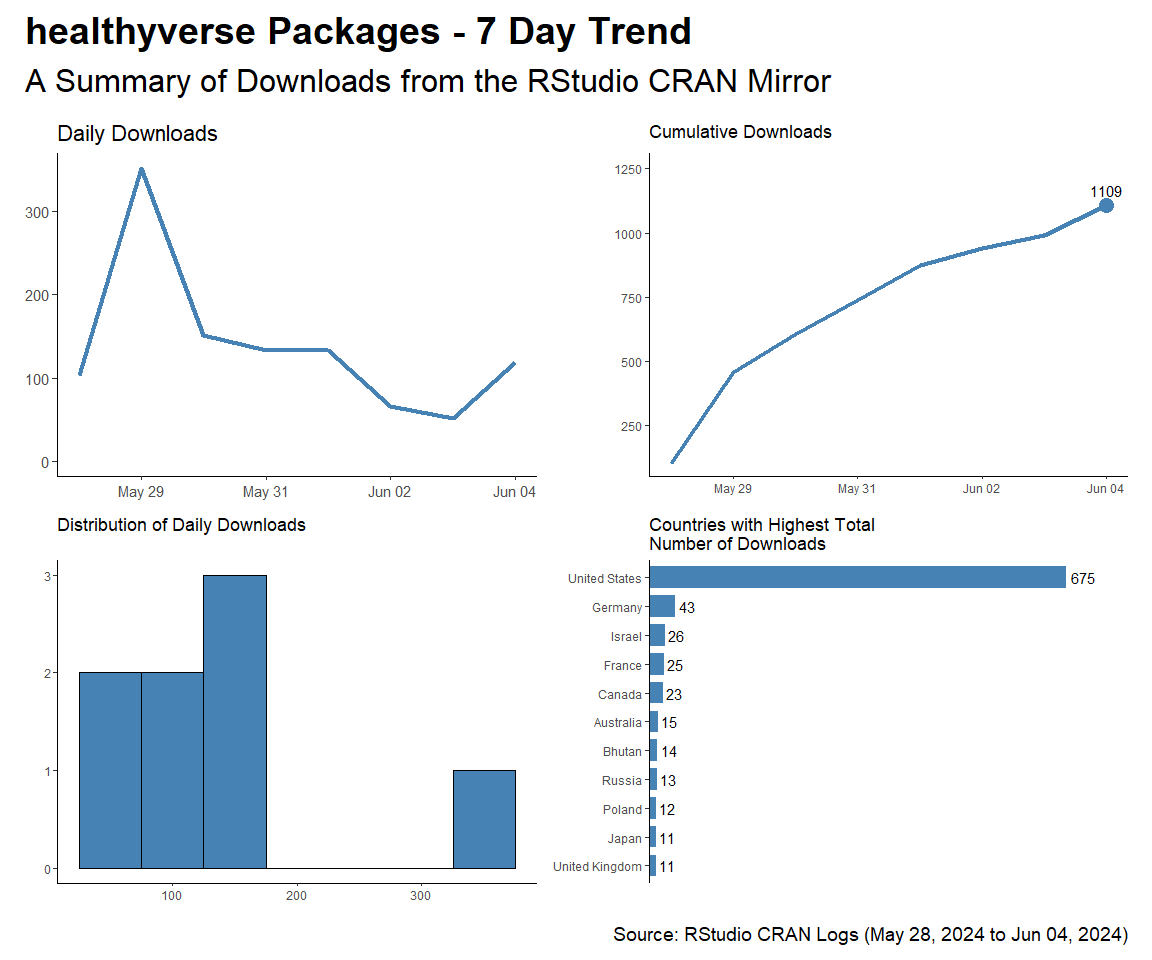 healthyverse Packages - 7 Day Trend
A Summary of Downloads from the RStudio CRAN Mirror
Daily Downloads
300
200
100
0
May 29 May 31 Jun 02 Jun 04
Cumulative Downloads
1250
1000
750
500
250
1109
May 29 May 31 Jun 02 Jun 04
Distribution of Daily Downloads
3
2
1
0
100 200 300
Countries with Highest Total
Number of Downloads
United States 675
Germany 43
Israel 26
France 25
Canada 23
Australia 15
Bhutan 14
Russia 13
Poland 12
Japan 11
United Kingdom 11
Source: RStudio CRAN Logs (May 28, 2024 to Jun 04, 2024)